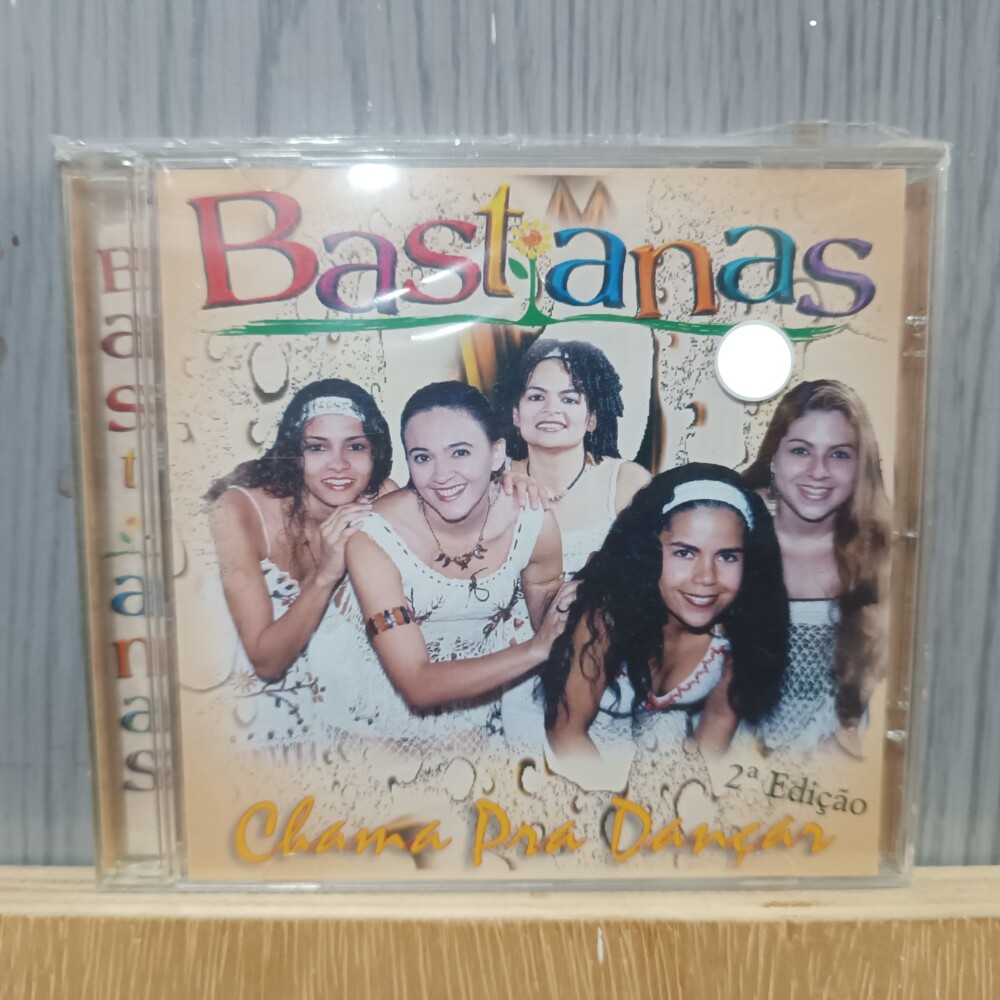 Bastianas
Bastianas
2ª Edição
Chama Pra Dançar